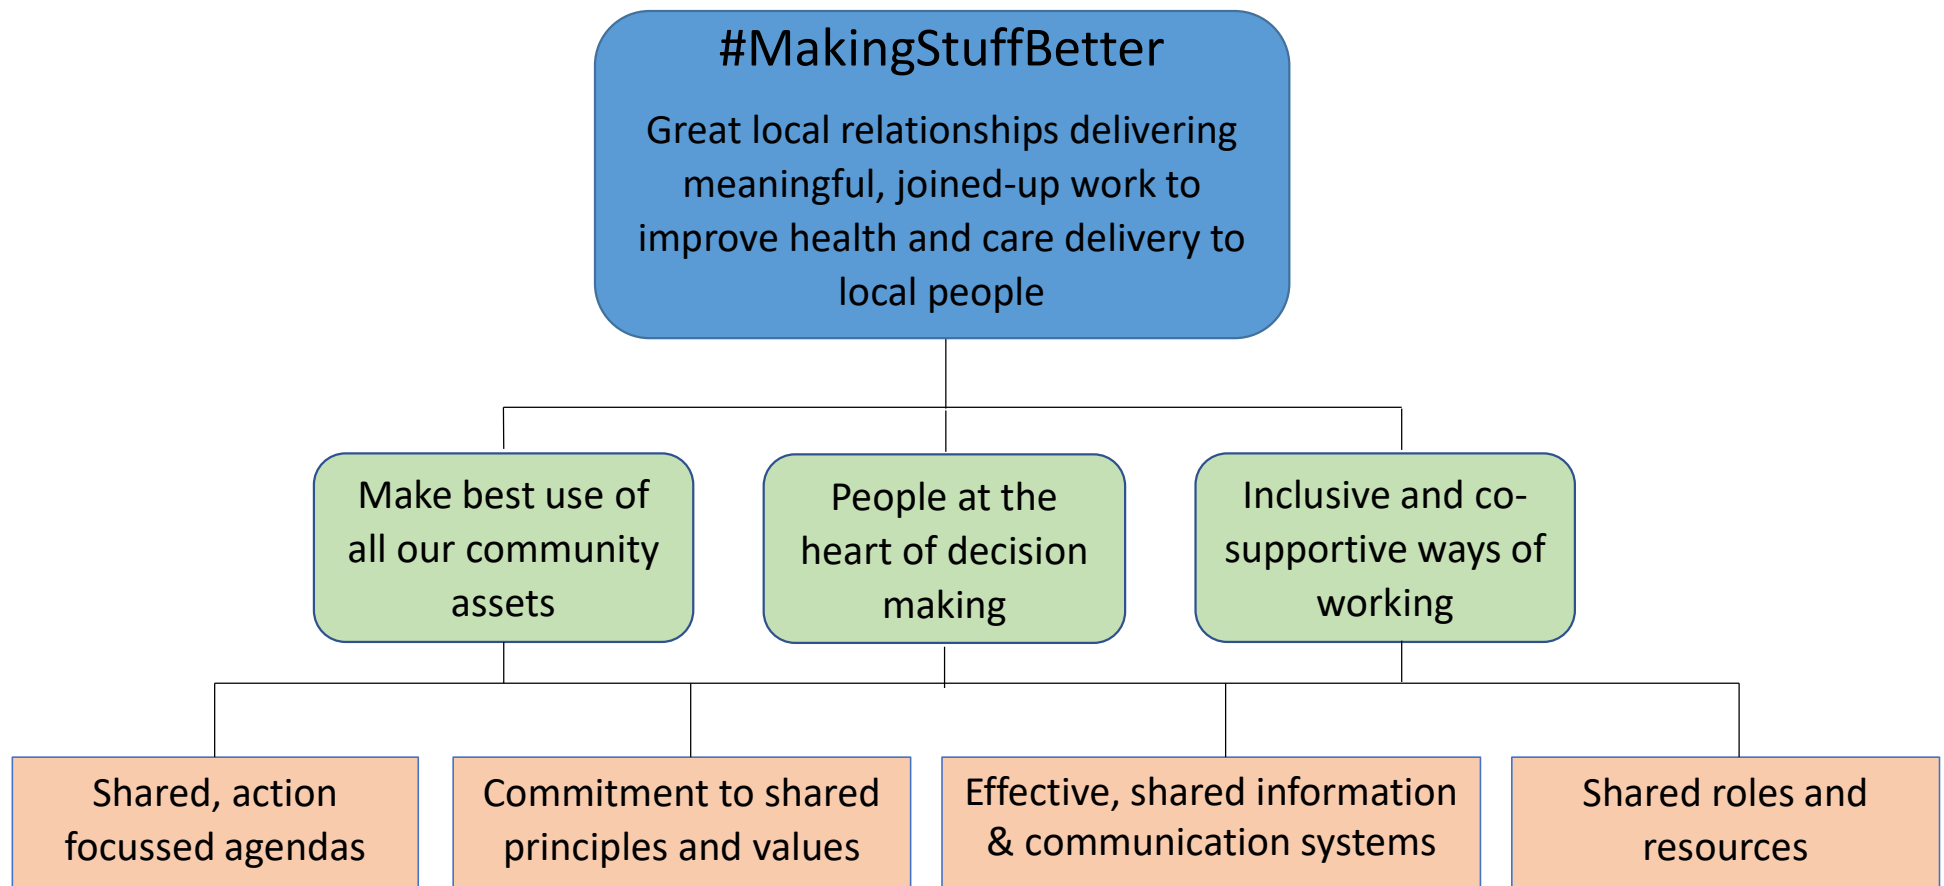 #MakingStuffBetter
Great local relationships delivering
meaningful, joined-up work to
improve health and care delivery to
local people
Make best use of
all our community
assets
People at the
heart of decision
making
Inclusive and co-
supportive ways of
working
Shared, action
focussed agendas
Commitment to shared
principles and values
Effective, shared information
& communication systems
Shared roles and
resources